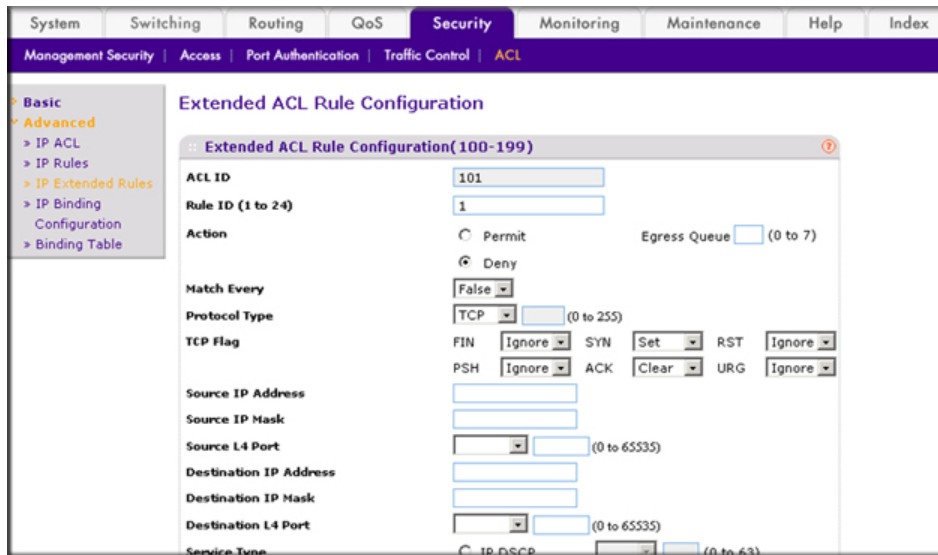 System Switching Routing QoS Security Monitoring Maintenance Help Index
Management Security | Access | Port Authentication | Traffic Control | ACL
Basic
Advanced
» IP ACL
» IP Rules
» IP Extended Rules
» IP Binding
Configuration
» Binding Table
Extended ACL Rule Configuration
Extended ACL Rule Configuration(100-199) ?
ACL ID 101
Rule ID (1 to 24) 1
Action Permit Egress Queue (0 to 7)
Deny
Match Every False
Protocol Type TCP (0 to 255)
TCP Flag FIN Ignore SYN Set RST Ignore
PSH Ignore ACK Clear URG Ignore
Source IP Address
Source IP Mask
Source L4 Port (0 to 65535)
Destination IP Address
Destination IP Mask
Destination L4 Port (0 to 65535)
Service Type IP DSCP (0 to 63)